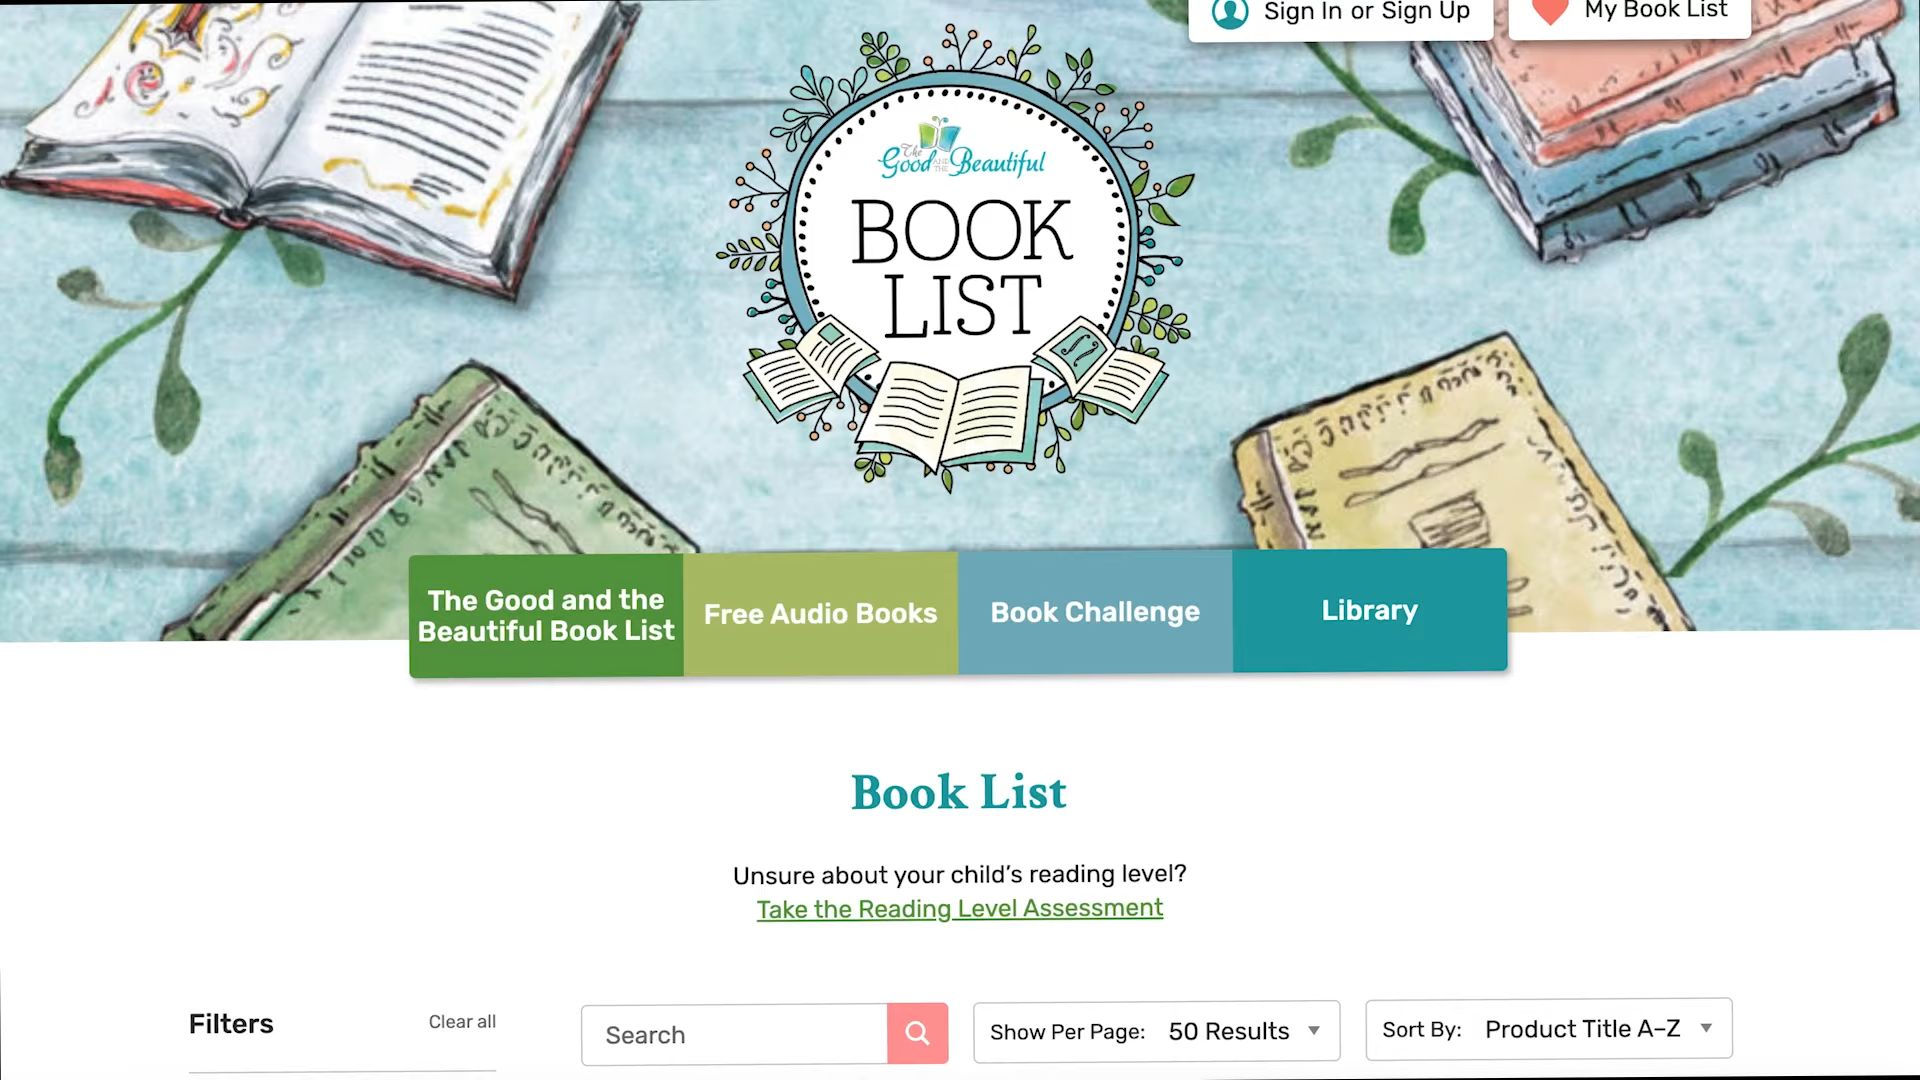 Sign In or Sign Up
My Book List
The Good AND THE Beautiful
BOOK
LIST
The Good and the
Beautiful Book List
Free Audio Books
Book Challenge
Library
Book List
Unsure about your child’s reading level?
Take the Reading Level Assessment
Filters
Clear all
Search
Show Per Page: 50 Results
Sort By: Product Title A–Z